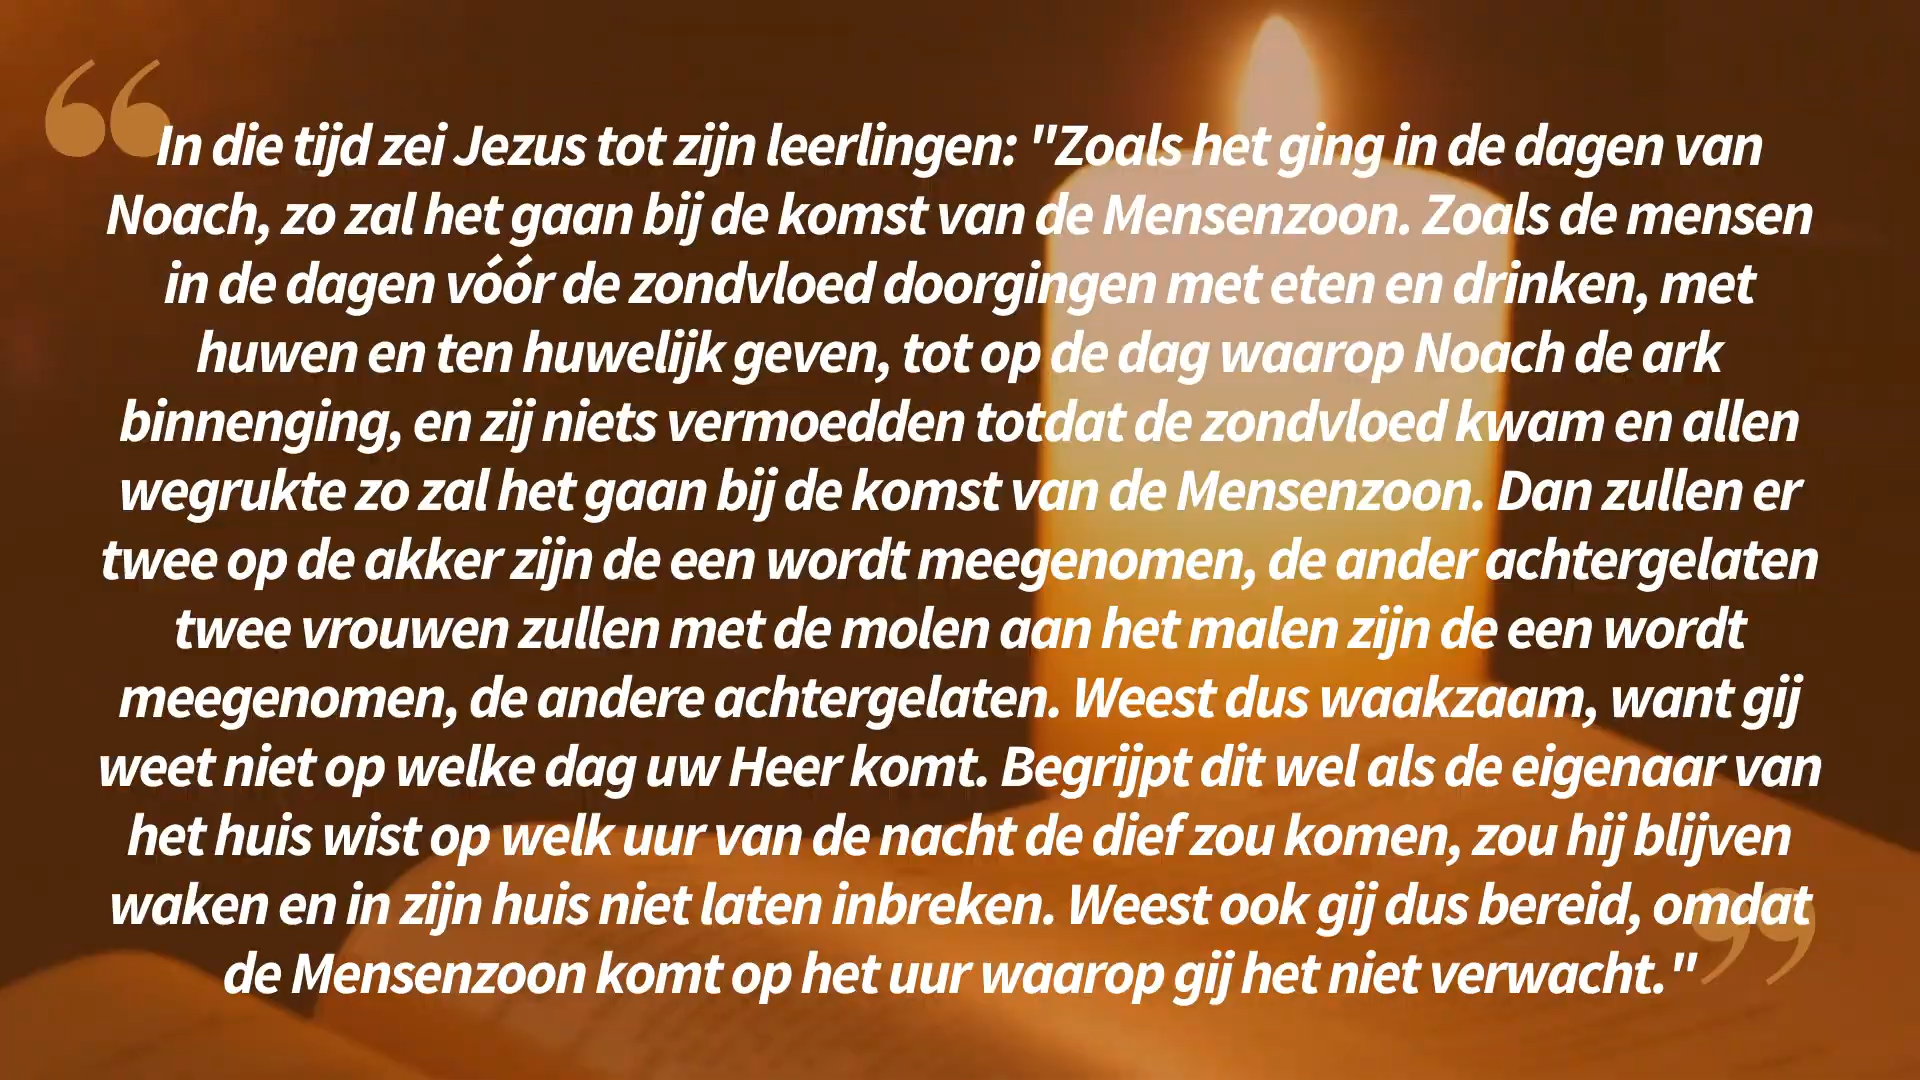 In die tijd zei Jezus tot zijn leerlingen: "Zoals het ging in de dagen van
Noach, zo zal het gaan bij de komst van de Mensenzoon. Zoals de mensen
in de dagen vóór de zondvloed doorgingen met eten en drinken, met
huwen en ten huwelijk geven, tot op de dag waarop Noach de ark
binnenging, en zij niets vermoedden totdat de zondvloed kwam en allen
wegrukte zo zal het gaan bij de komst van de Mensenzoon. Dan zullen er
twee op de akker zijn de een wordt meegenomen, de ander achtergelaten
twee vrouwen zullen met de molen aan het malen zijn de een wordt
meegenomen, de andere achtergelaten. Weest dus waakzaam, want gij
weet niet op welke dag uw Heer komt. Begrijpt dit wel als de eigenaar van
het huis wist op welk uur van de nacht de dief zou komen, zou hij blijven
waken en in zijn huis niet laten inbreken. Weest ook gij dus bereid, omdat
de Mensenzoon komt op het uur waarop gij het niet verwacht."